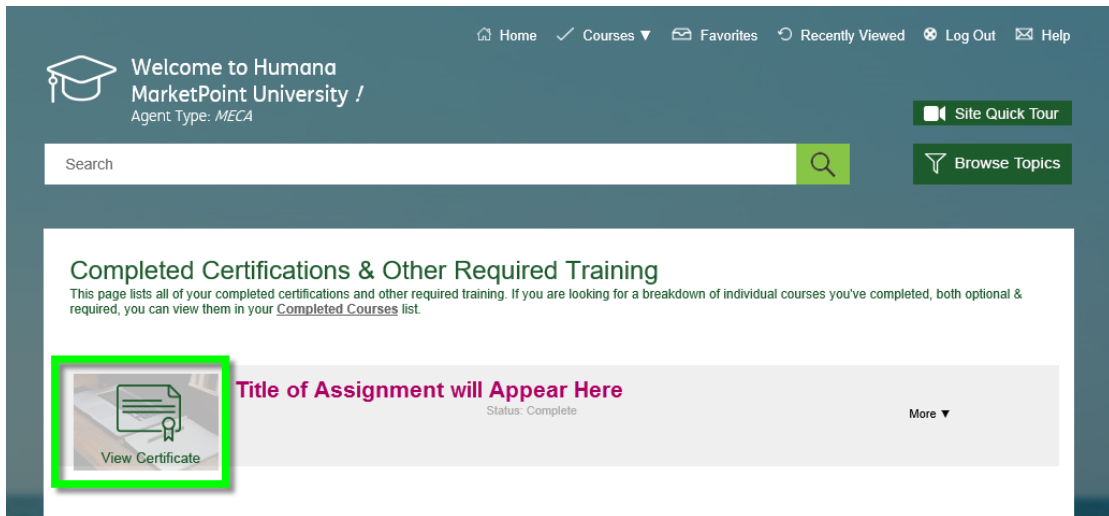 Home Courses ▼ Favorites Recently Viewed Log Out Help
Welcome to Humana
MarketPoint University !
Agent Type: MECA
Site Quick Tour
Search
Browse Topics
Completed Certifications & Other Required Training
This page lists all of your completed certifications and other required training. If you are looking for a breakdown of individual courses you've completed, both optional &
required, you can view them in your Completed Courses list.
Title of Assignment will Appear Here
Status: Complete
More ▼
View Certificate